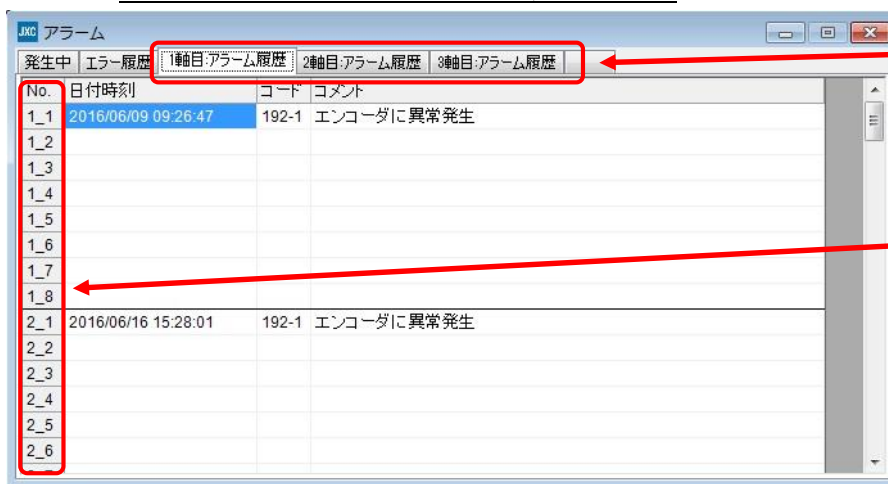 JXC アラーム
発生中 エラー履歴 1軸目:アラーム履歴 2軸目:アラーム履歴 3軸目:アラーム履歴
No. 日付時刻 コード コメント
1_1 2016/06/09 09:26:47 192-1 エンコーダに異常発生
1_2
1_3
1_4
1_5
1_6
1_7
1_8
2_1 2016/06/16 15:28:01 192-1 エンコーダに異常発生
2_2
2_3
2_4
2_5
2_6